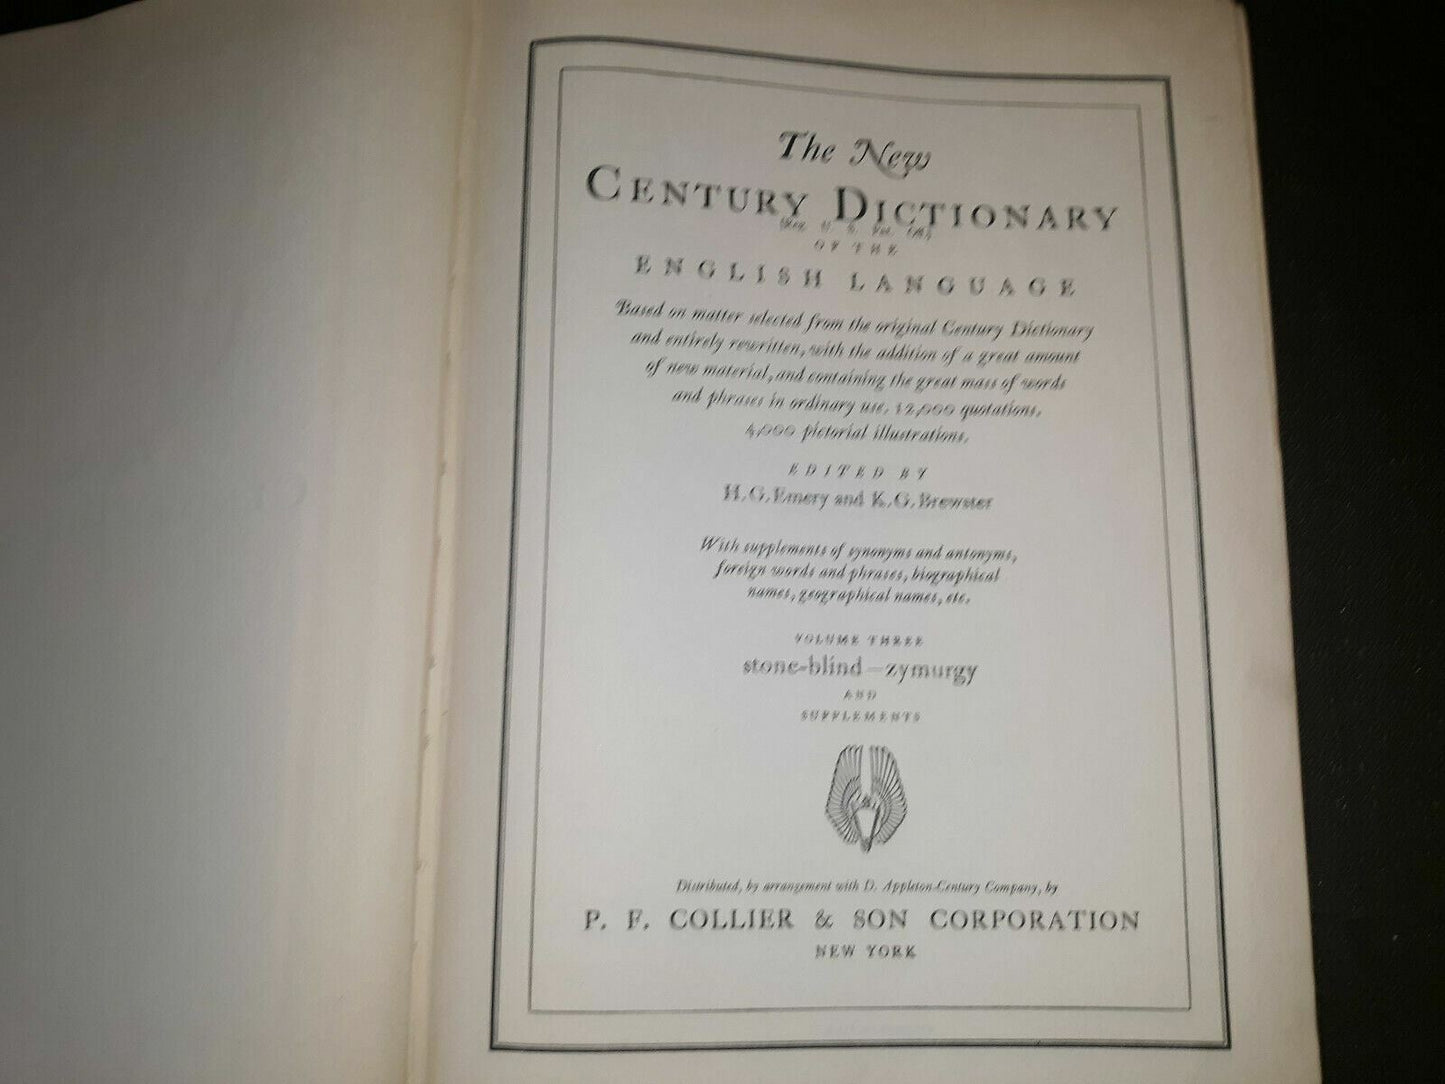 The New
CENTURY DICTIONARY
(Reg. U. S. Pat. Off.)
OF THE
ENGLISH LANGUAGE
Based on matter selected from the original Century Dictionary
and entirely rewritten, with the addition of a great amount
of new material, and containing the great mass of words
and phrases in ordinary use. 12,000 quotations.
4,000 pictorial illustrations.
EDITED BY
H. G. Emery and K. G. Brewster
With supplements of synonyms and antonyms,
foreign words and phrases, biographical
names, geographical names, etc.
VOLUME THREE
stone-blind—zymurgy
AND
SUPPLEMENTS
Distributed, by arrangement with D. Appleton-Century Company, by
P. F. COLLIER & SON CORPORATION
NEW YORK